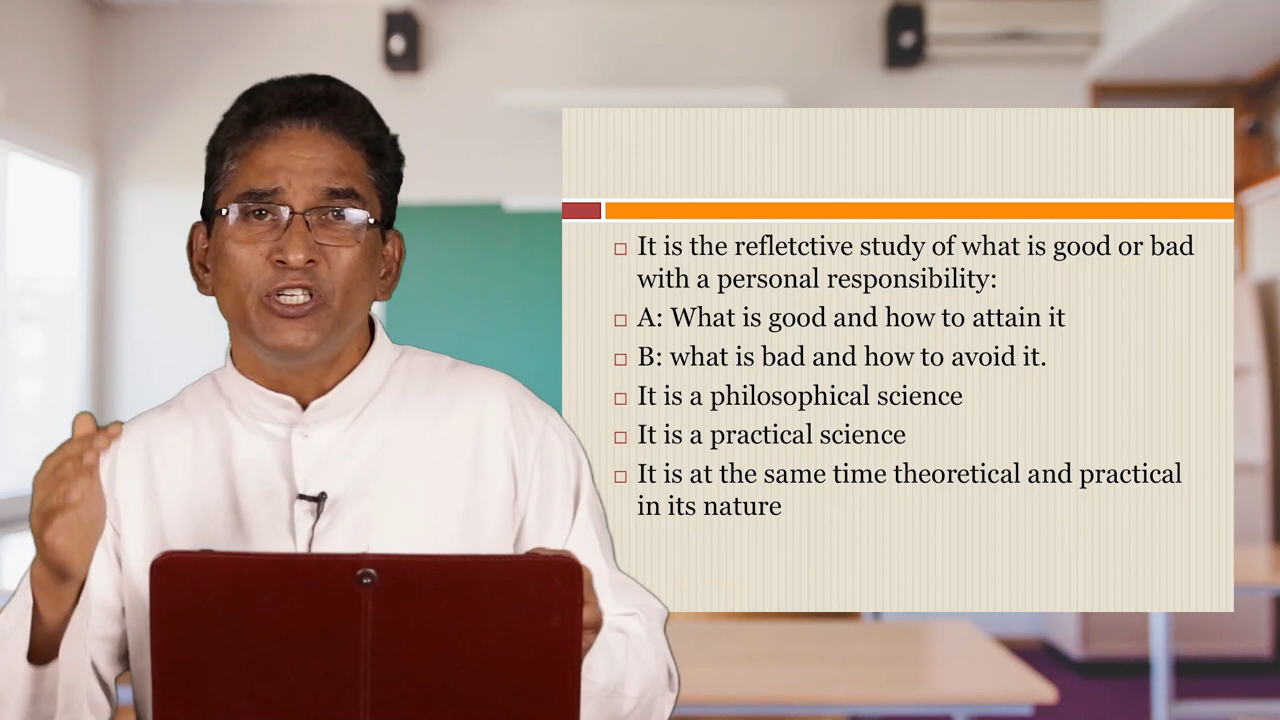 It is the refletctive study of what is good or bad
with a personal responsibility:
A: What is good and how to attain it
B: what is bad and how to avoid it.
It is a philosophical science
It is a practical science
It is at the same time theoretical and practical
in its nature